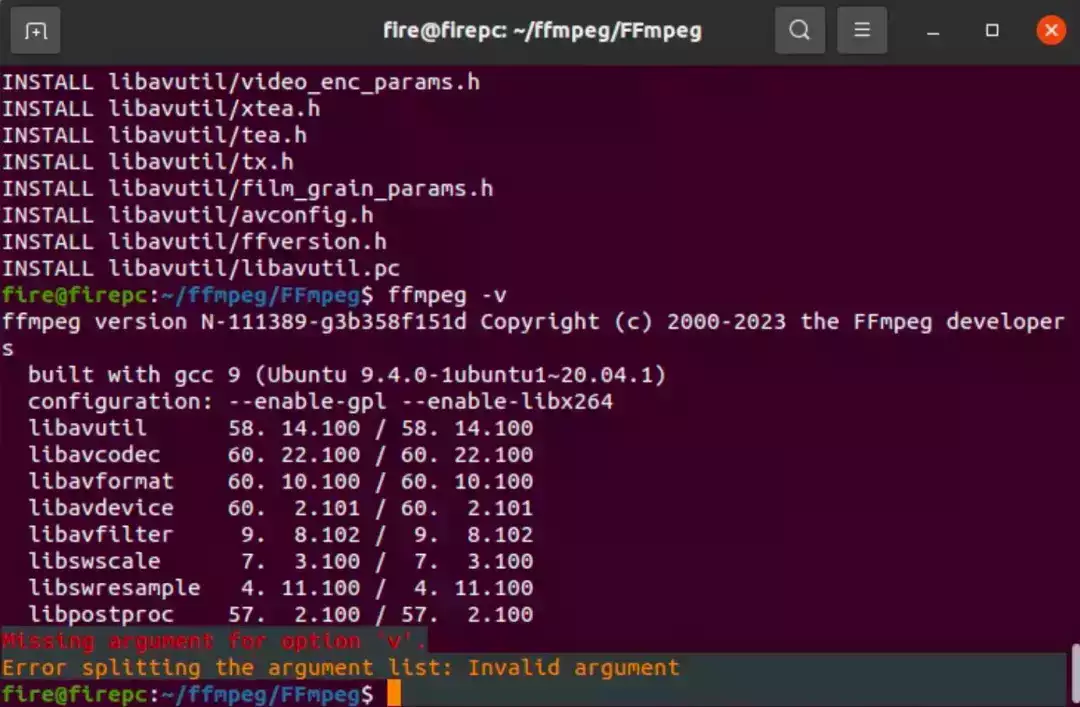 fire@firepc: ~/ffmpeg/FFmpeg
INSTALL libavutil/video_enc_params.h
INSTALL libavutil/xtea.h
INSTALL libavutil/tea.h
INSTALL libavutil/tx.h
INSTALL libavutil/film_grain_params.h
INSTALL libavutil/avconfig.h
INSTALL libavutil/ffversion.h
INSTALL libavutil/libavutil.pc
fire@firepc:~/ffmpeg/FFmpeg$ ffmpeg -v
ffmpeg version N-111389-g3b358f151d Copyright (c) 2000-2023 the FFmpeg developer
s
  built with gcc 9 (Ubuntu 9.4.0-1ubuntu1~20.04.1)
  configuration: --enable-gpl --enable-libx264
  libavutil      58. 14.100 / 58. 14.100
  libavcodec     60. 22.100 / 60. 22.100
  libavformat    60. 10.100 / 60. 10.100
  libavdevice    60.  2.101 / 60.  2.101
  libavfilter     9.  8.102 /  9.  8.102
  libswscale      7.  3.100 /  7.  3.100
  libswresample   4. 11.100 /  4. 11.100
  libpostproc    57.  2.100 / 57.  2.100
Missing argument for option 'v'.
Error splitting the argument list: Invalid argument
fire@firepc:~/ffmpeg/FFmpeg$